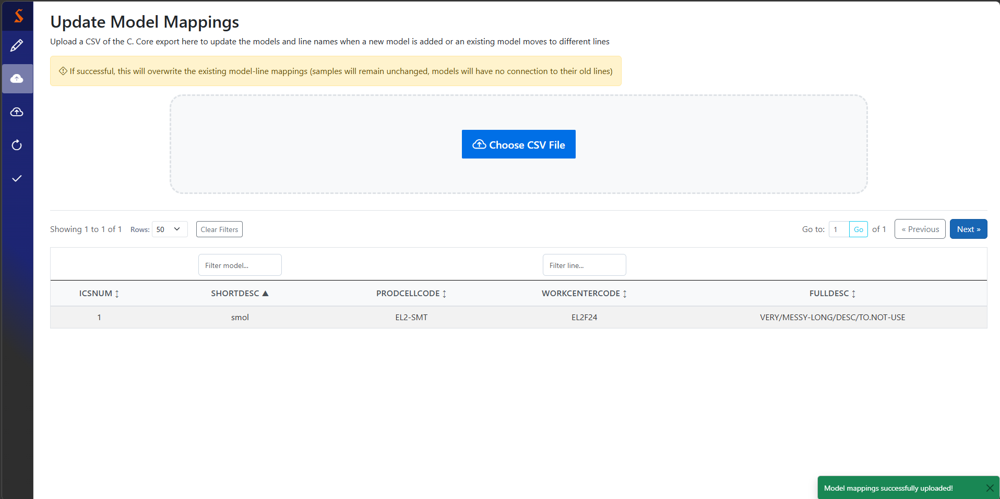 Update Model Mappings
Upload a CSV of the C. Core export here to update the models and line names when a new model is added or an existing model moves to different lines
If successful, this will overwrite the existing model-line mappings (samples will remain unchanged, models will have no connection to their old lines)
Choose CSV File
Showing 1 to 1 of 1 Rows: 50 Clear Filters Go to: 1 Go of 1 « Previous Next »
Filter model... Filter line...
ICSNUM SHORTDESC PRODCELLCODE WORKCENTERCODE FULLDESC
1 smol EL2-SMT EL2F24 VERY/MESSY-LONG/DESC/TO.NOT-USE
Model mappings successfully uploaded!